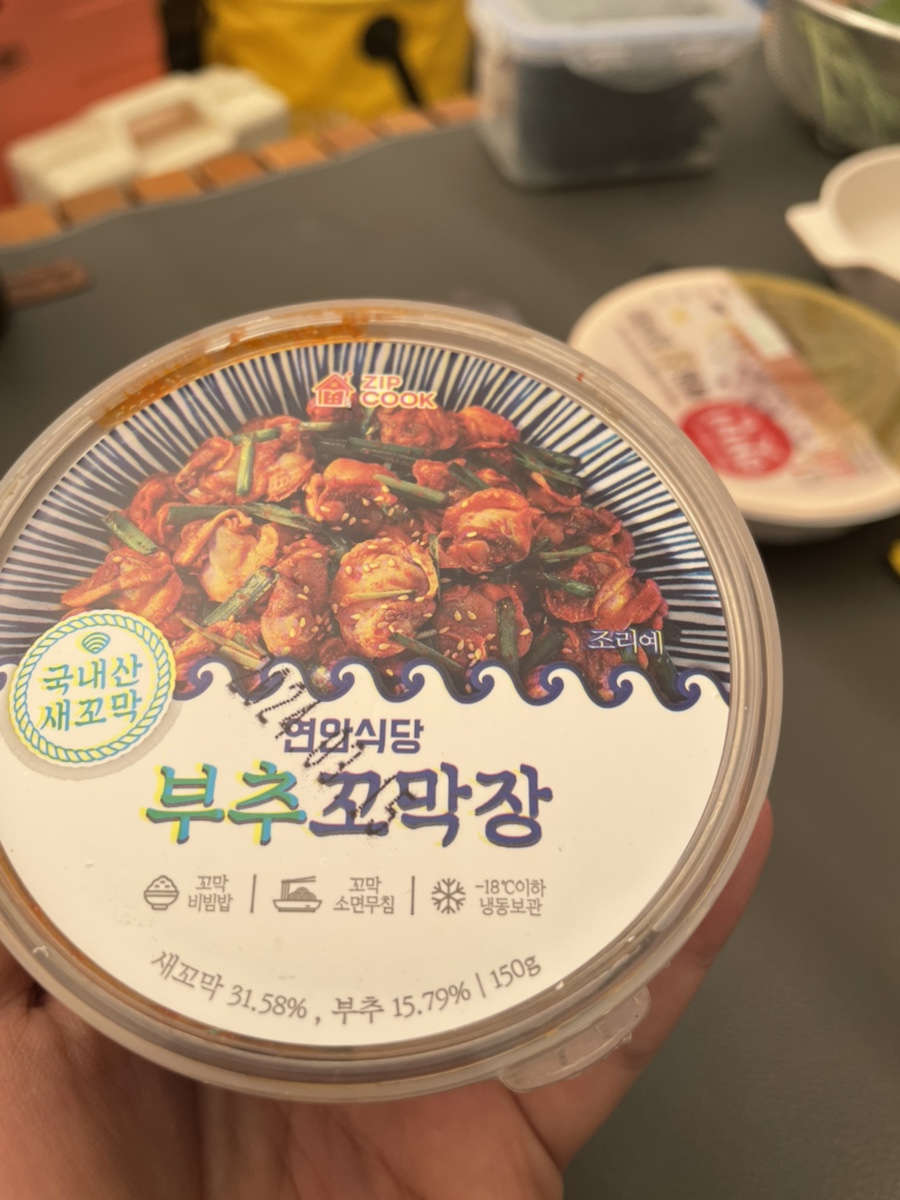 ZIP
COOK
조리예
국내산
새꼬막
연안식당
부추꼬막장
꼬막
비빔밥
꼬막
소면무침
-18℃이하
냉동보관
새꼬막 31.58%, 부추 15.79% | 150g